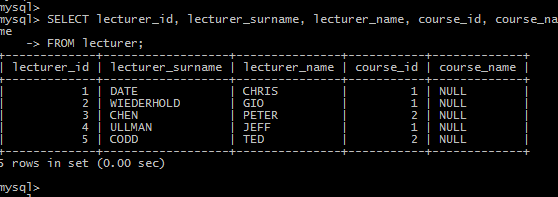 mysql>
mysql> SELECT lecturer_id, lecturer_surname, lecturer_name, course_id, course_na
me
    -> FROM lecturer;
+-------------+------------------+---------------+-----------+-------------+
| lecturer_id | lecturer_surname | lecturer_name | course_id | course_name |
+-------------+------------------+---------------+-----------+-------------+
|           1 | DATE             | CHRIS         |         1 | NULL        |
|           2 | WIEDERHOLD       | GIO           |         1 | NULL        |
|           3 | CHEN             | PETER         |         2 | NULL        |
|           4 | ULLMAN           | JEFF          |         1 | NULL        |
|           5 | CODD             | TED           |         2 | NULL        |
+-------------+------------------+---------------+-----------+-------------+
5 rows in set (0.00 sec)

mysql>